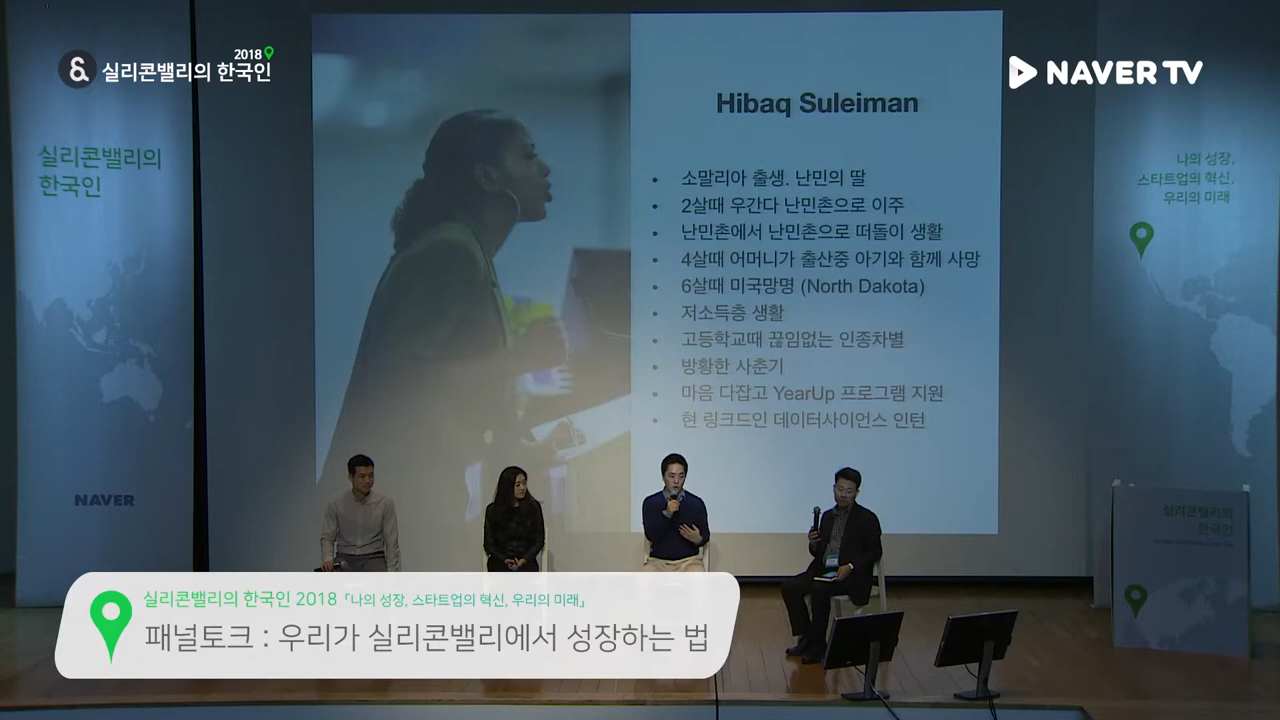 &
2018
실리콘밸리의 한국인
NAVER TV
실리콘밸리의
한국인
NAVER
Hibaq Suleiman
• 소말리아 출생. 난민의 딸
• 2살때 우간다 난민촌으로 이주
• 난민촌에서 난민촌으로 떠돌이 생활
• 4살때 어머니가 출산중 아기와 함께 사망
• 6살때 미국망명 (North Dakota)
• 저소득층 생활
• 고등학교때 끊임없는 인종차별
• 방황한 사춘기
• 마음 다잡고 YearUp 프로그램 지원
• 현 링크드인 데이터사이언스 인턴
나의 성장,
스타트업의 혁신,
우리의 미래
실리콘밸리의
한국인
실리콘밸리의 한국인 2018 「나의 성장, 스타트업의 혁신, 우리의 미래」
패널토크 : 우리가 실리콘밸리에서 성장하는 법